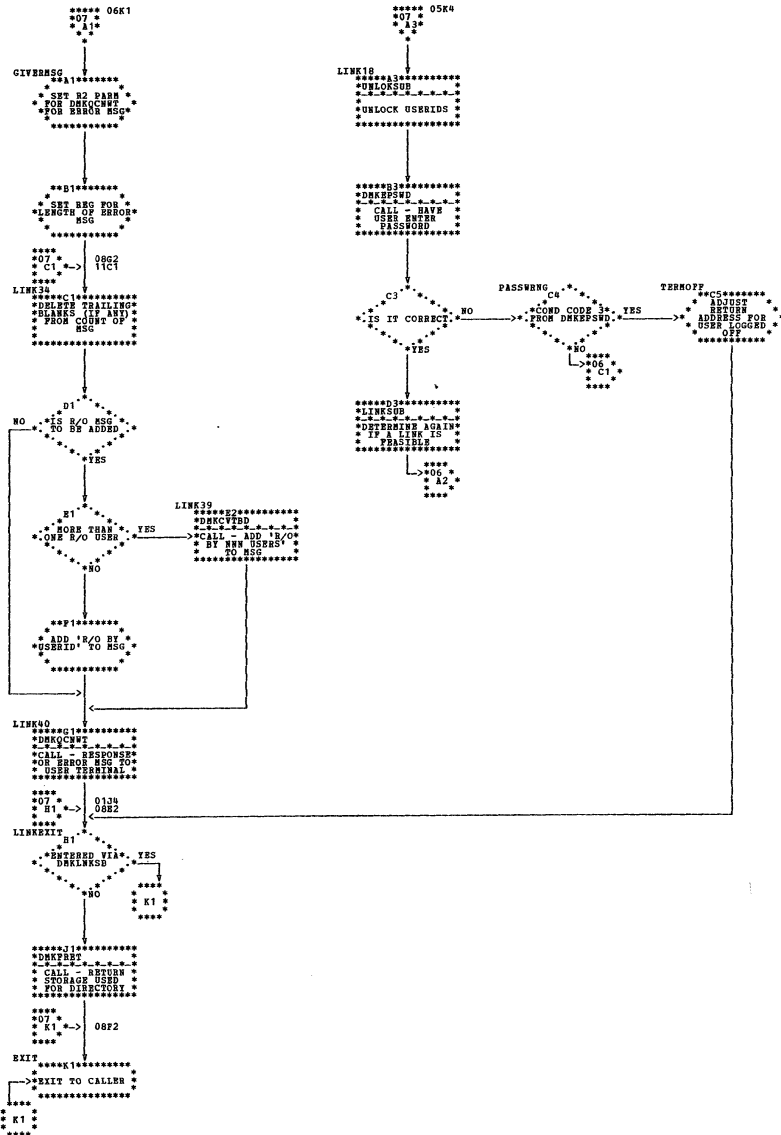 06K1
07
A1
GIVERMSG
A1
SET R2 PARM
FOR DMKQCNWT
FOR ERROR MSG
B1
SET REG FOR
LENGTH OF ERROR
MSG
07
C1
08G2
11C1
LINK34
C1
DELETE TRAILING
BLANKS (IF ANY)
FROM COUNT OF
MSG
D1
IS R/O MSG
TO BE ADDED
NO
YES
E1
MORE THAN
ONE R/O USER
YES
NO
LINK39
E2
DMKCVTBD
CALL - ADD 'R/O
BY NNN USERS'
TO MSG
F1
ADD 'R/O BY
USERID' TO MSG
LINK40
G1
DMKQCNWT
CALL - RESPONSE
OR ERROR MSG TO
USER TERMINAL
07
H1
01J4
08E2
LINKEXIT
H1
ENTERED VIA
DMKLNKSB
YES
NO
K1
J1
DMKFRET
CALL - RETURN
STORAGE USED
FOR DIRECTORY
07
K1
08F2
EXIT
K1
EXIT TO CALLER
K1
05K4
07
A3
LINK18
A3
UNLOKSUB
UNLOCK USERIDS
B3
DMKEPSWD
CALL - HAVE
USER ENTER
PASSWORD
C3
IS IT CORRECT
NO
YES
PASSWRNG
C4
COND CODE 3
FROM DMKEPSWD
YES
NO
06
C1
TERMOFF
C5
ADJUST
RETURN
ADDRESS FOR
USER LOGGED
OFF
D3
LINKSUB
DETERMINE AGAIN
IF A LINK IS
FEASIBLE
06
A2